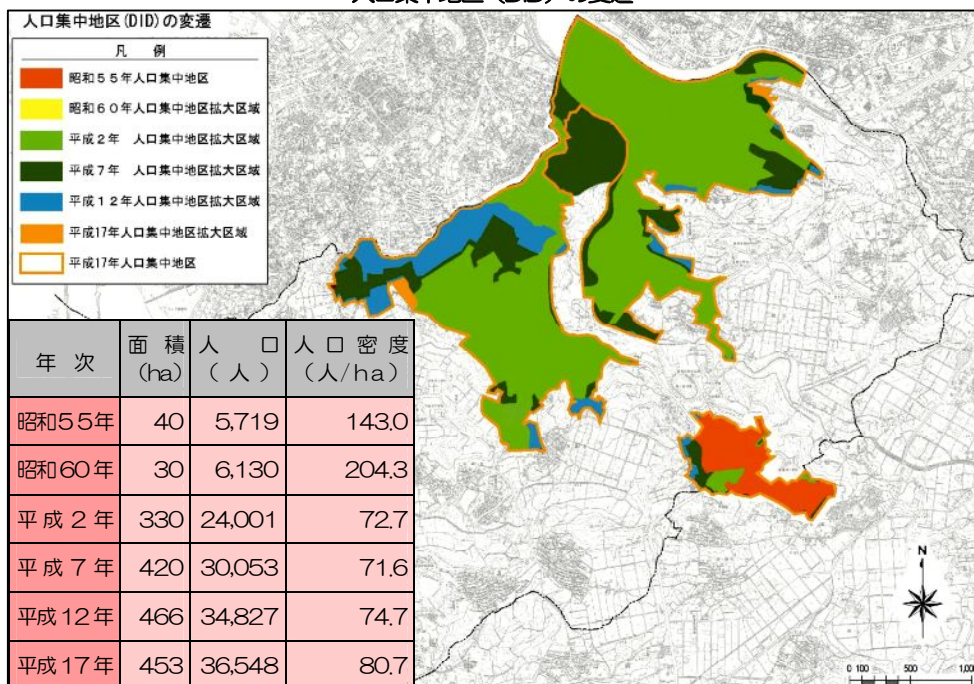 人口集中地区(DID)の変遷
凡 例
昭和55年人口集中地区
昭和60年人口集中地区拡大区域
平成2年 人口集中地区拡大区域
平成7年 人口集中地区拡大区域
平成12年人口集中地区拡大区域
平成17年人口集中地区拡大区域
平成17年人口集中地区
年次 面積(ha) 人口(人) 人口密度(人/ha)
昭和55年 40 5,719 143.0
昭和60年 30 6,130 204.3
平成2年 330 24,001 72.7
平成7年 420 30,053 71.6
平成12年 466 34,827 74.7
平成17年 453 36,548 80.7
N
0 100 500